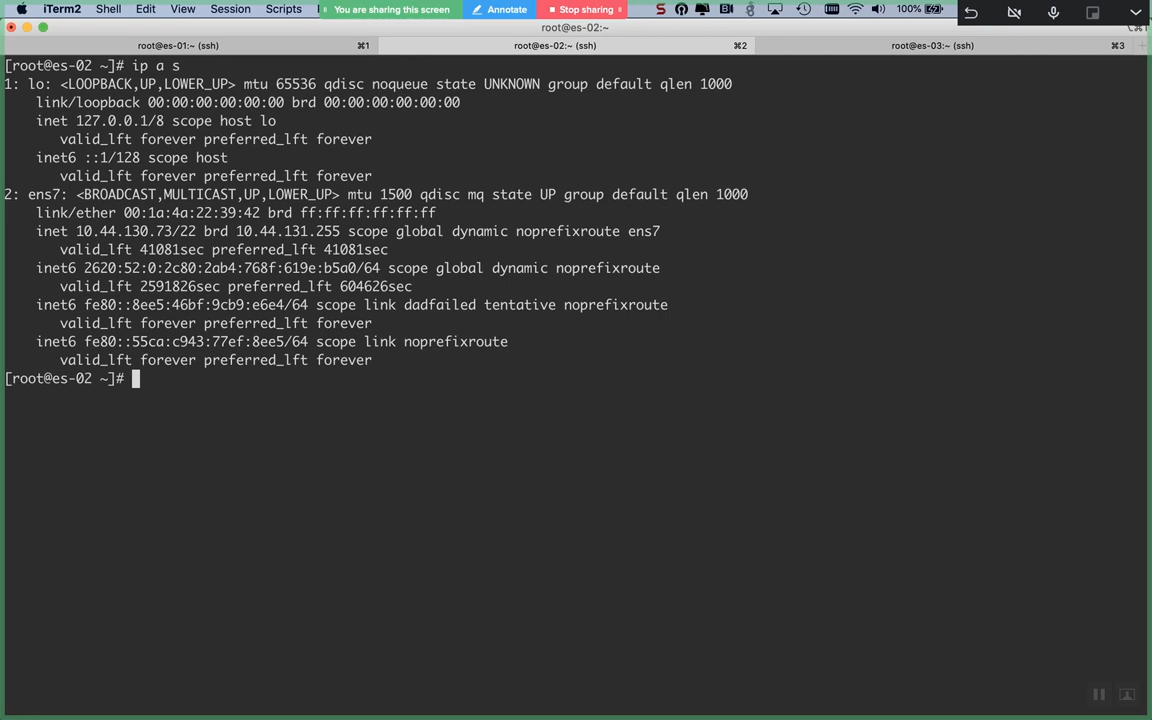 iTerm2 Shell Edit View Session Scripts You are sharing this screen Annotate Stop sharing 100%
root@es-02:~
root@es-01:~ (ssh) ⌘1 root@es-02:~ (ssh) ⌘2 root@es-03:~ (ssh) ⌘3
[root@es-02 ~]# ip a s
1: lo: <LOOPBACK,UP,LOWER_UP> mtu 65536 qdisc noqueue state UNKNOWN group default qlen 1000
    link/loopback 00:00:00:00:00:00 brd 00:00:00:00:00:00
    inet 127.0.0.1/8 scope host lo
       valid_lft forever preferred_lft forever
    inet6 ::1/128 scope host
       valid_lft forever preferred_lft forever
2: ens7: <BROADCAST,MULTICAST,UP,LOWER_UP> mtu 1500 qdisc mq state UP group default qlen 1000
    link/ether 00:1a:4a:22:39:42 brd ff:ff:ff:ff:ff:ff
    inet 10.44.130.73/22 brd 10.44.131.255 scope global dynamic noprefixroute ens7
       valid_lft 41081sec preferred_lft 41081sec
    inet6 2620:52:0:2c80:2ab4:768f:619e:b5a0/64 scope global dynamic noprefixroute
       valid_lft 2591826sec preferred_lft 604626sec
    inet6 fe80::8ee5:46bf:9cb9:e6e4/64 scope link dadfailed tentative noprefixroute
       valid_lft forever preferred_lft forever
    inet6 fe80::55ca:c943:77ef:8ee5/64 scope link noprefixroute
       valid_lft forever preferred_lft forever
[root@es-02 ~]#